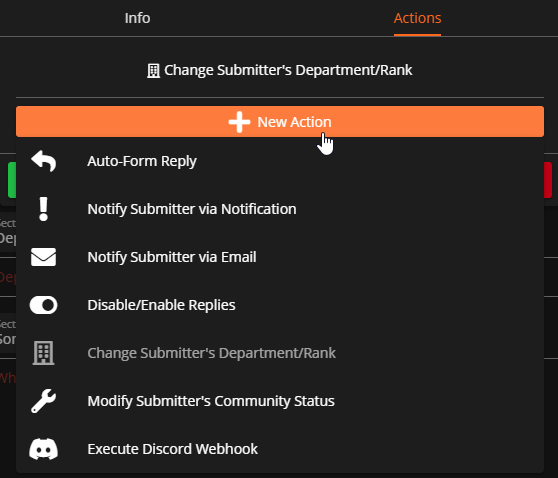 Info
Actions
Change Submitter's Department/Rank
New Action
Auto-Form Reply
Notify Submitter via Notification
Notify Submitter via Email
Disable/Enable Replies
Change Submitter's Department/Rank
Modify Submitter's Community Status
Execute Discord Webhook